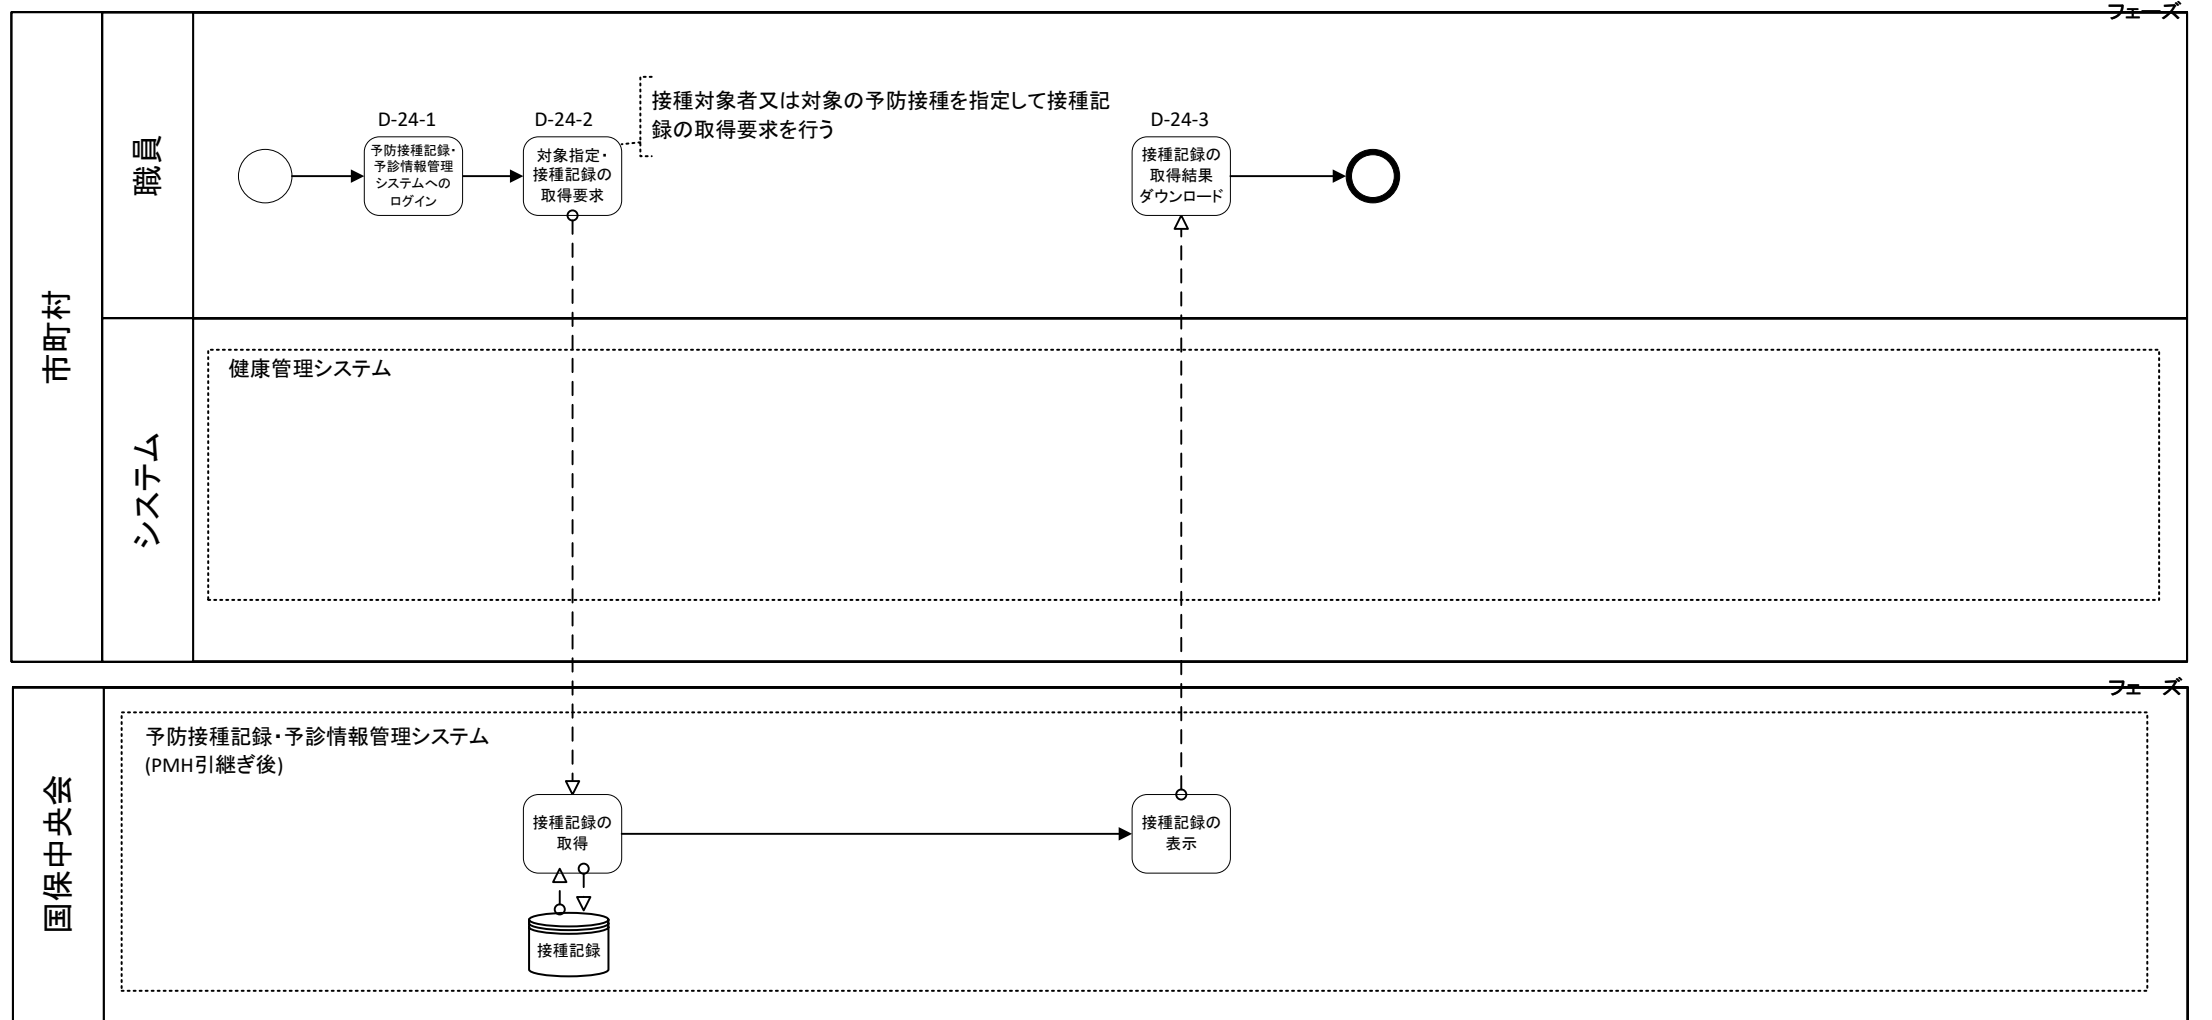 フェーズ
市町村
職員
D-24-1
予防接種記録・
予診情報管理
システムへの
ログイン
D-24-2
対象指定・
接種記録の
取得要求
接種対象者又は対象の予防接種を指定して接種記
録の取得要求を行う
D-24-3
接種記録の
取得結果
ダウンロード
システム
健康管理システム
フェーズ
国保中央会
予防接種記録・予診情報管理システム
(PMH引継ぎ後)
接種記録の
取得
接種記録の
表示
接種記録